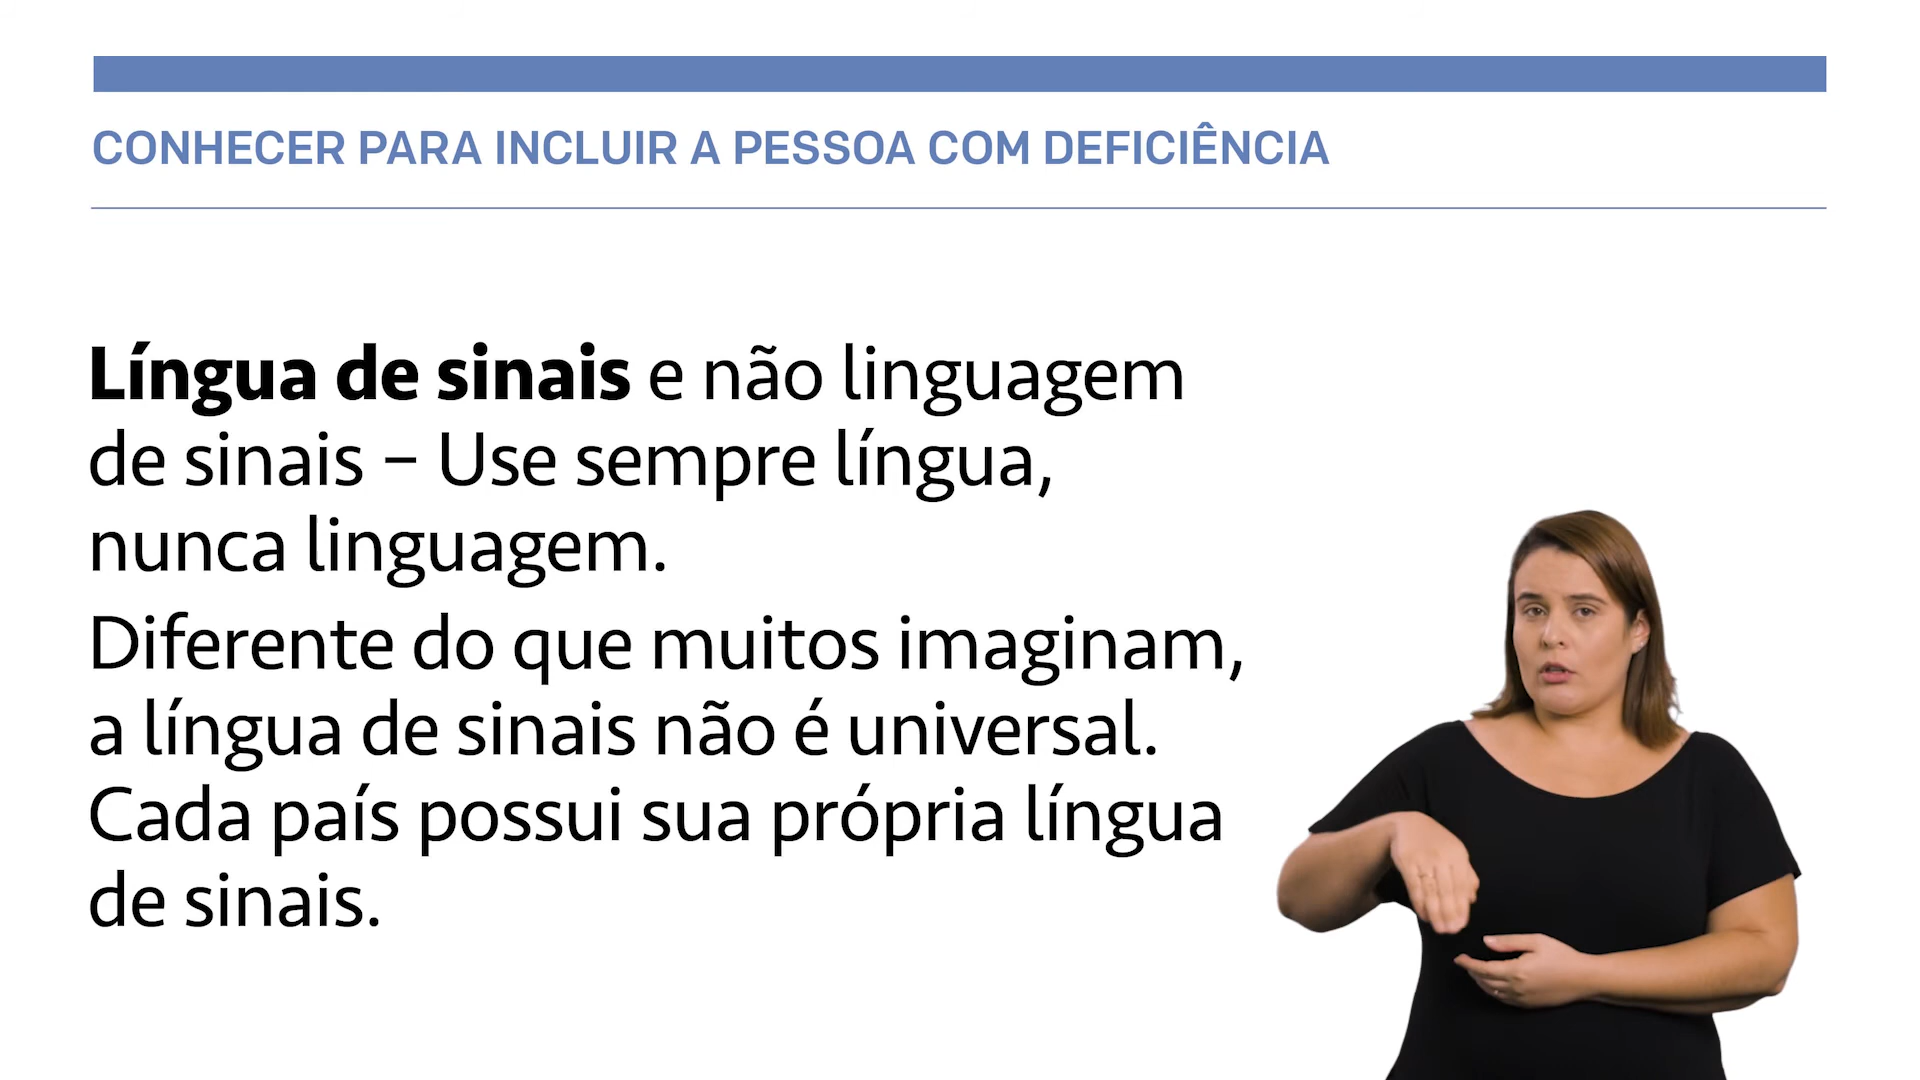 CONHECER PARA INCLUIR A PESSOA COM DEFICIÊNCIA
Língua de sinais e não linguagem
de sinais – Use sempre língua,
nunca linguagem.
Diferente do que muitos imaginam,
a língua de sinais não é universal.
Cada país possui sua própria língua
de sinais.